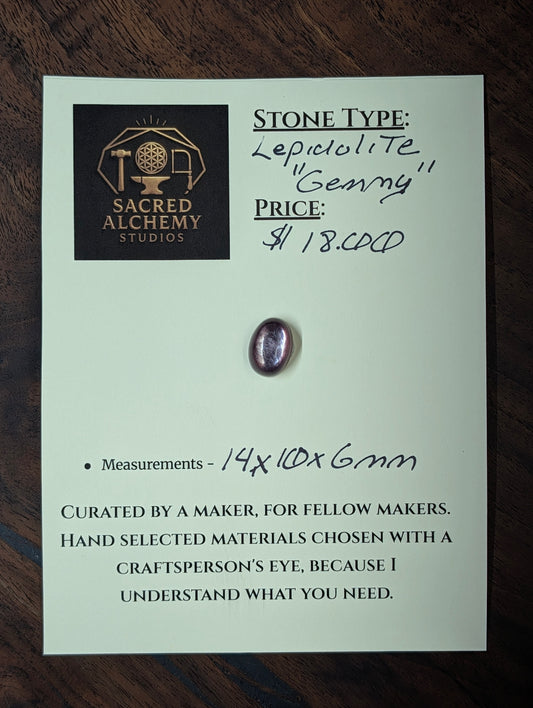 SACRED
ALCHEMY
STUDIOS
STONE TYPE:
Lepidolite
"Gemmy"
PRICE:
$18.00
• Measurements - 14x10x6mm
CURATED BY A MAKER, FOR FELLOW MAKERS.
HAND SELECTED MATERIALS CHOSEN WITH A
CRAFTSPERSON'S EYE, BECAUSE I
UNDERSTAND WHAT YOU NEED.